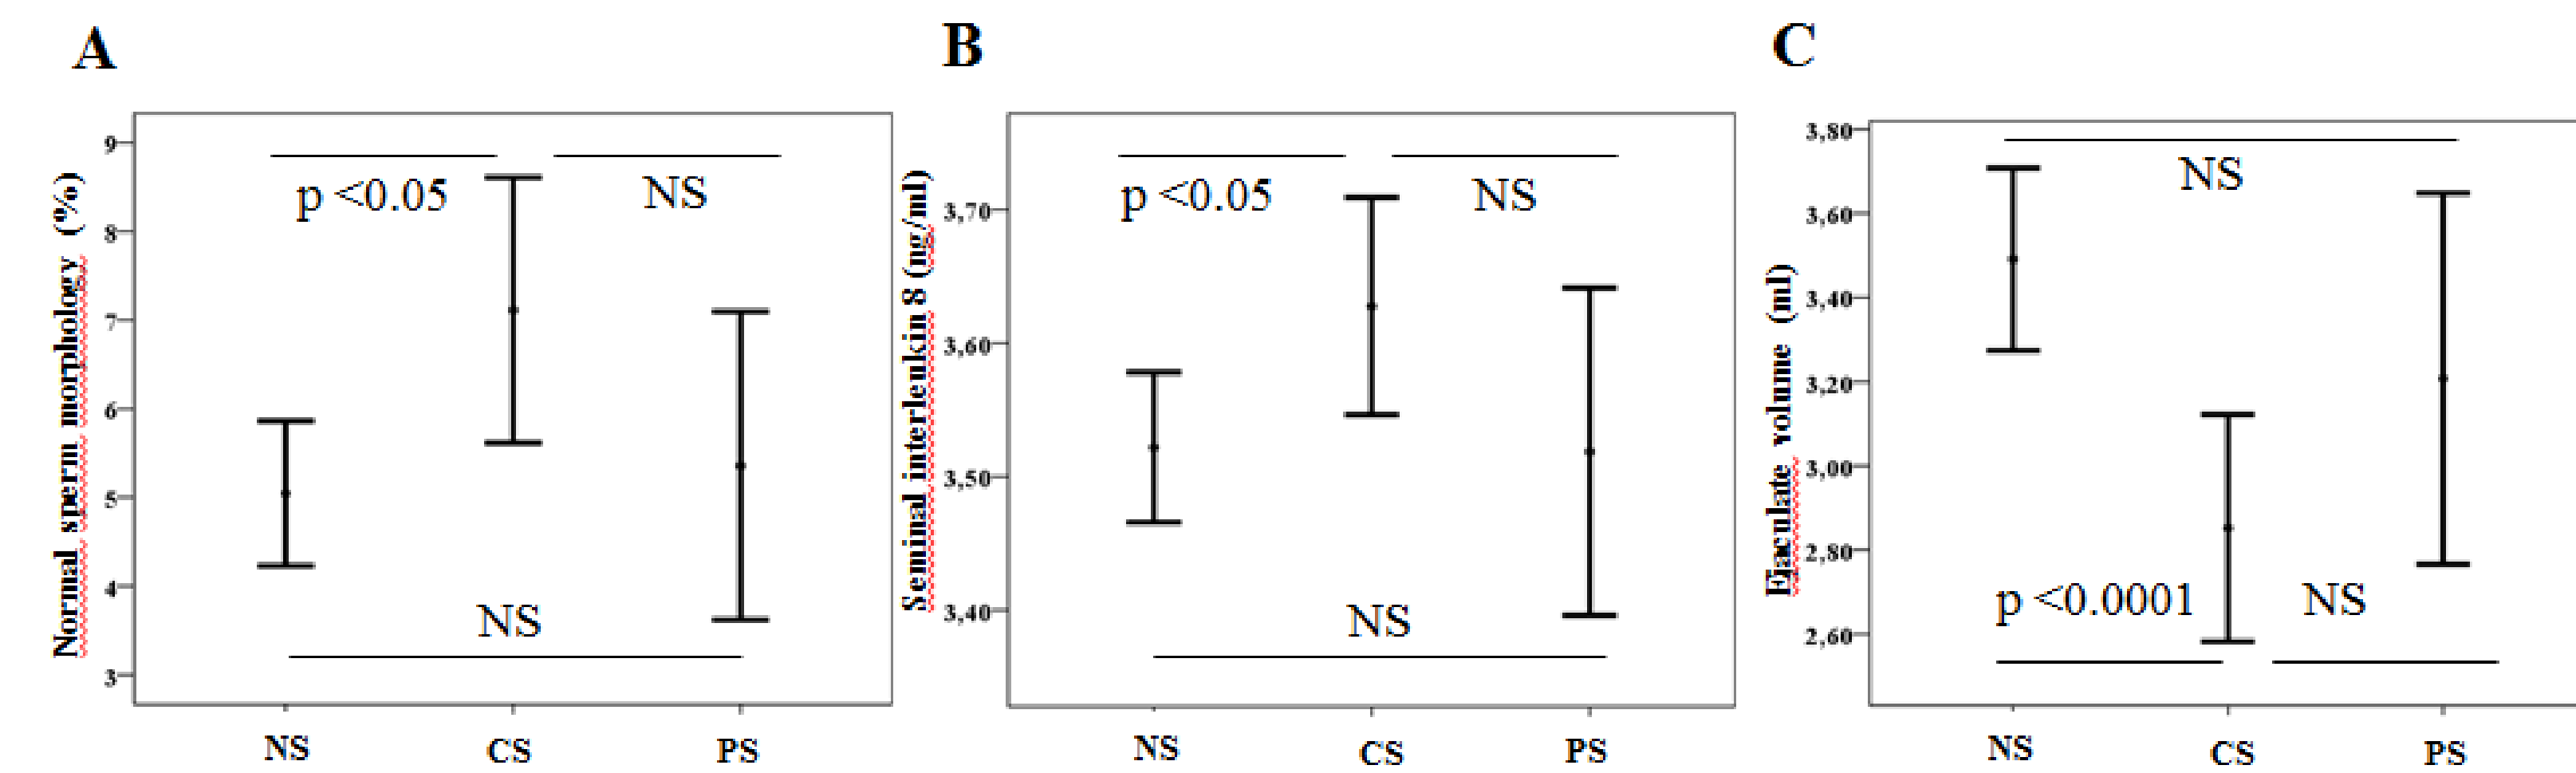 A
Normal sperm morphology (%)
9
8
7
6
5
4
3
p <0.05
NS
NS
NS
CS
PS
B
Seminal interleukin 8 (ng/ml)
3,70
3,60
3,50
3,40
p <0.05
NS
NS
NS
CS
PS
C
Ejaculate volume (ml)
3,80
3,60
3,40
3,20
3,00
2,80
2,60
NS
p <0.0001
NS
NS
CS
PS